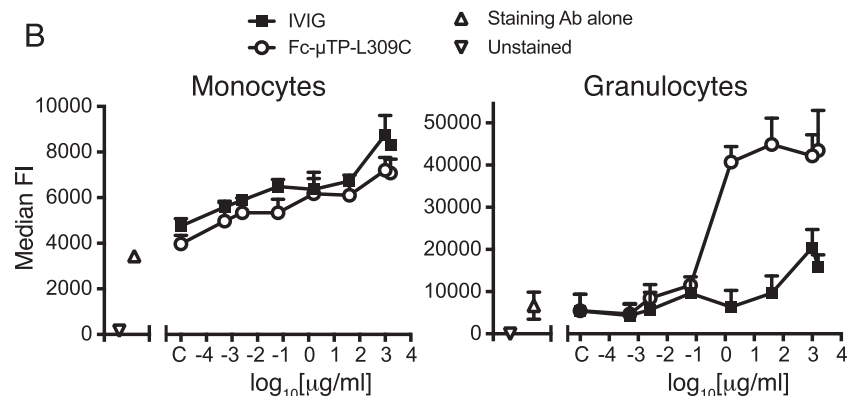 B
IVIG
Fc-μTP-L309C
Staining Ab alone
Unstained
Monocytes
Granulocytes
Median FI
10000
8000
6000
4000
2000
0
C -4 -3 -2 -1 0 1 2 3 4
log10[μg/ml]
50000
40000
30000
20000
10000
0
C -4 -3 -2 -1 0 1 2 3 4
log10[μg/ml]